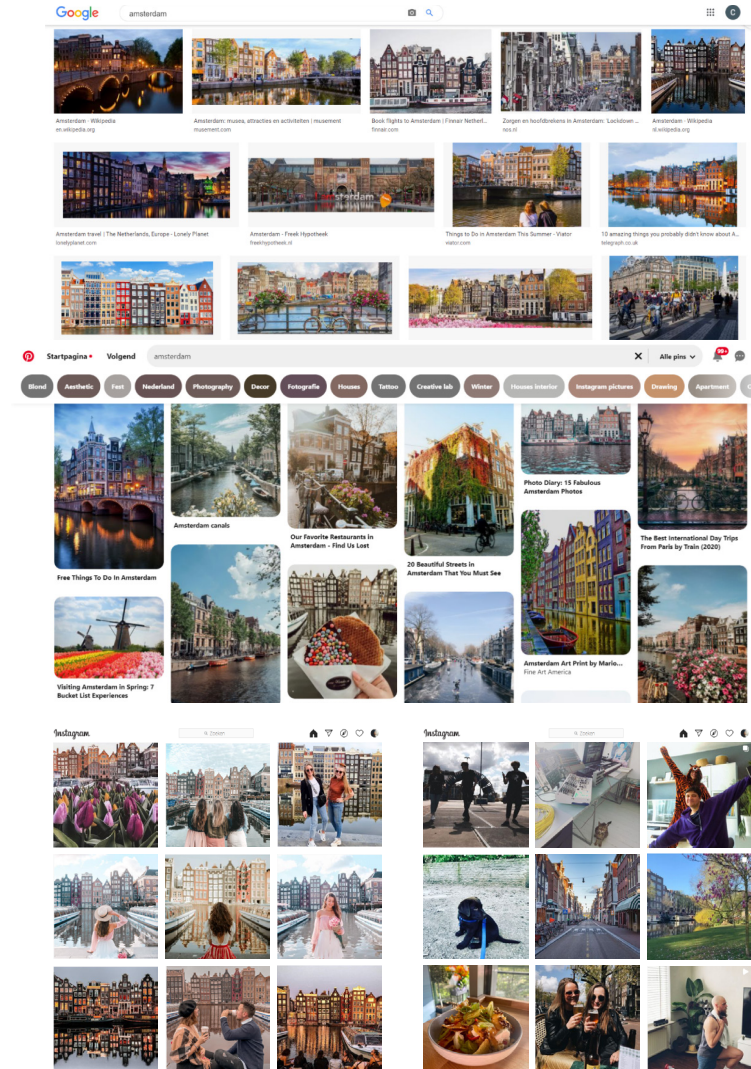 Google
amsterdam
C
Amsterdam - Wikipedia
en.wikipedia.org
Amsterdam: musea, attracties en activiteiten | musement
musement.com
Book flights to Amsterdam | Finnair Netherl...
finnair.com
Zorgen en hoofdbrekens in Amsterdam: 'Lockdown ...
nos.nl
Amsterdam - Wikipedia
nl.wikipedia.org
Amsterdam travel | The Netherlands, Europe - Lonely Planet
lonelyplanet.com
Amsterdam - Freek Hypotheek
freekhypotheek.nl
Things to Do in Amsterdam This Summer - Viator
viator.com
10 amazing things you probably didn't know about A...
telegraph.co.uk
Startpagina
Volgend
amsterdam
Alle pins
99+
Blond
Aesthetic
Feet
Nederland
Photography
Decor
Fotografie
Houses
Tattoo
Creative lab
Winter
Houses interior
Instagram pictures
Drawing
Apartment
Free Things To Do In Amsterdam
Amsterdam canals
Our Favorite Restaurants in
Amsterdam - Find Us Lost
20 Beautiful Streets in
Amsterdam That You Must See
Photo Diary: 15 Fabulous
Amsterdam Photos
The Best International Day Trips
From Paris by Train (2020)
Visiting Amsterdam in Spring: 7
Bucket List Experiences
Amsterdam Art Print by Mario...
Fine Art America
Instagram
Zoeken
Instagram
Zoeken